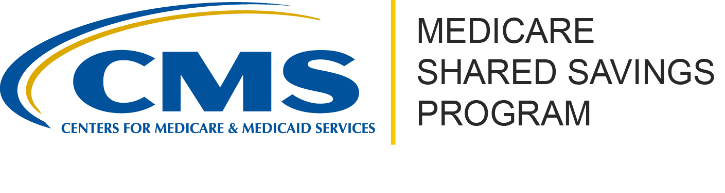 CMS
CENTERS FOR MEDICARE & MEDICAID SERVICES
MEDICARE
SHARED SAVINGS
PROGRAM